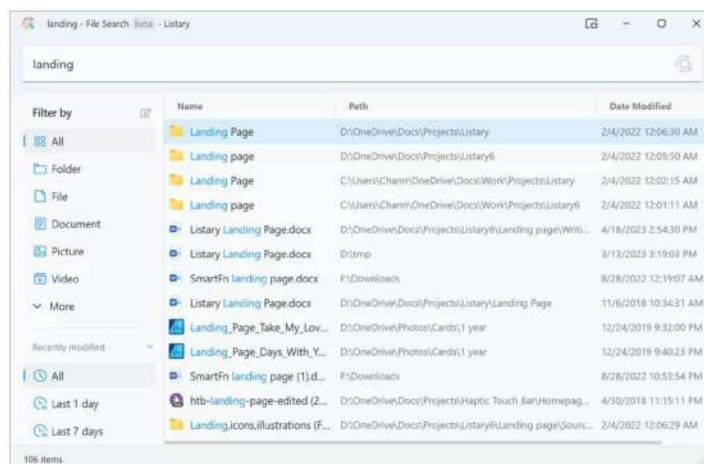 landing - File Search beta - Listary
landing
Filter by
All
Folder
File
Document
Picture
Video
More
Recently modified
All
Last 1 day
Last 7 days
Name Path Date Modified
Landing Page D:\OneDrive\Docs\Projects\Listary 2/4/2022 12:06:30 AM
Landing page D:\OneDrive\Docs\Projects\Listary6 2/4/2022 12:05:50 AM
Landing Page C:\Users\Chann\OneDrive\Docs\Work\Projects\Listary 2/4/2022 12:02:15 AM
Landing page C:\Users\Chann\OneDrive\Docs\Work\Projects\Listary6 2/4/2022 12:01:11 AM
Listary Landing Page.docx D:\OneDrive\Docs\Projects\Listary6\Landing page\Writi... 4/18/2023 2:54:30 PM
Listary Landing Page.docx D:\tmp 3/13/2023 3:19:03 PM
SmartFn landing page.docx F:\Downloads 8/28/2022 12:19:07 AM
Listary Landing Page.docx D:\OneDrive\Docs\Projects\Listary\Landing Page 11/6/2018 10:34:31 AM
Landing_Page_Take_My_Lov... D:\OneDrive\Photos\Cards\1 year 12/24/2019 9:32:00 PM
Landing_Page_Days_With_Y... D:\OneDrive\Photos\Cards\1 year 12/24/2019 9:40:23 PM
SmartFn landing page (1).d... F:\Downloads 8/28/2022 10:53:54 PM
htb-landing-page-edited (2... D:\OneDrive\Docs\Projects\Haptic Touch Bar\Homepag... 4/30/2018 11:15:11 PM
Landing,icons,illustrations (F... D:\OneDrive\Docs\Projects\Listary6\Landing page\Sourc... 2/4/2022 12:06:29 AM
106 items